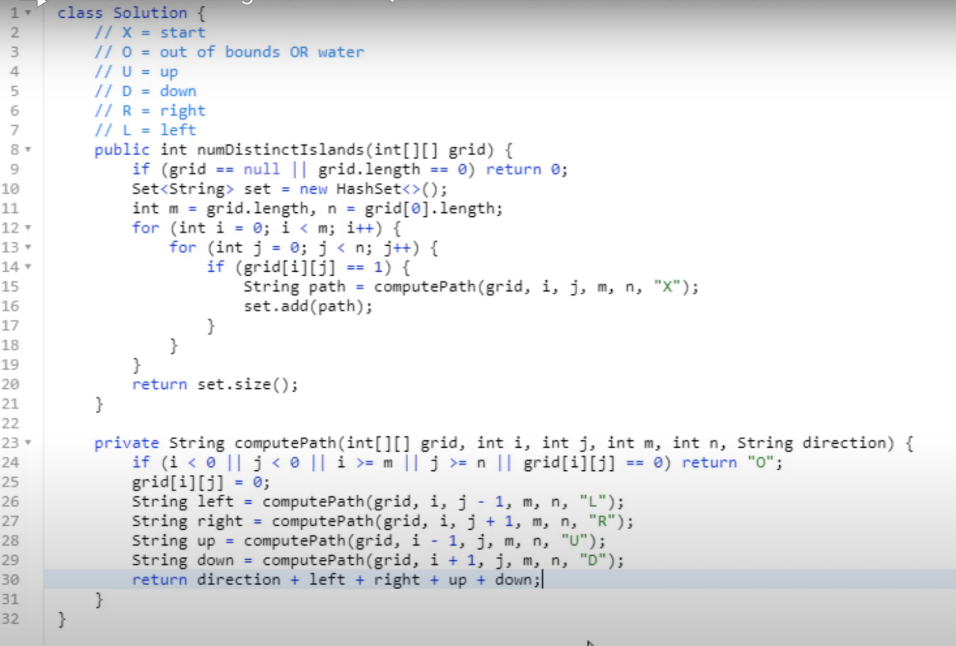 1 class Solution {
2 // X = start
3 // O = out of bounds OR water
4 // U = up
5 // D = down
6 // R = right
7 // L = left
8 public int numDistinctIslands(int[][] grid) {
9 if (grid == null || grid.length == 0) return 0;
10 Set<String> set = new HashSet<>();
11 int m = grid.length, n = grid[0].length;
12 for (int i = 0; i < m; i++) {
13 for (int j = 0; j < n; j++) {
14 if (grid[i][j] == 1) {
15 String path = computePath(grid, i, j, m, n, "X");
16 set.add(path);
17 }
18 }
19 }
20 return set.size();
21 }
22
23 private String computePath(int[][] grid, int i, int j, int m, int n, String direction) {
24 if (i < 0 || j < 0 || i >= m || j >= n || grid[i][j] == 0) return "O";
25 grid[i][j] = 0;
26 String left = computePath(grid, i, j - 1, m, n, "L");
27 String right = computePath(grid, i, j + 1, m, n, "R");
28 String up = computePath(grid, i - 1, j, m, n, "U");
29 String down = computePath(grid, i + 1, j, m, n, "D");
30 return direction + left + right + up + down;
31 }
32 }